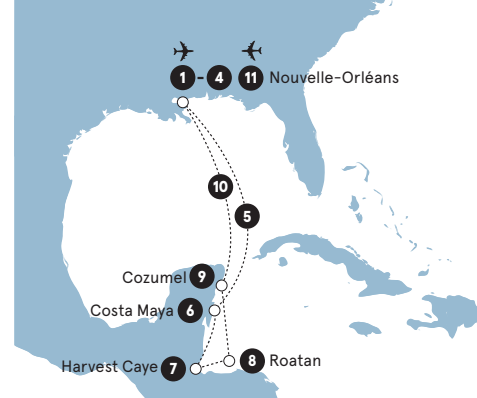 1 - 4 11 Nouvelle-Orléans
10
5
Cozumel 9
Costa Maya 6
Harvest Caye 7
8 Roatan